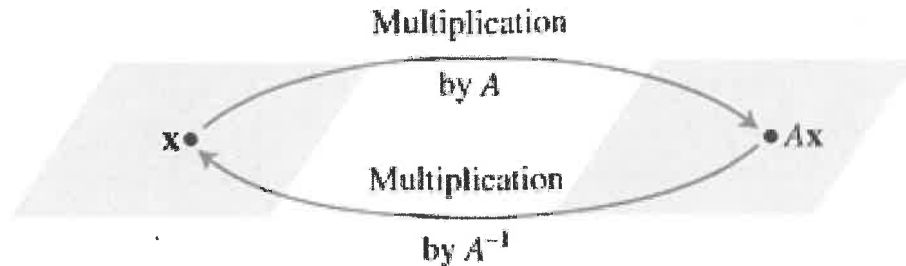 Multiplication
by A
x
Ax
Multiplication
by A⁻¹